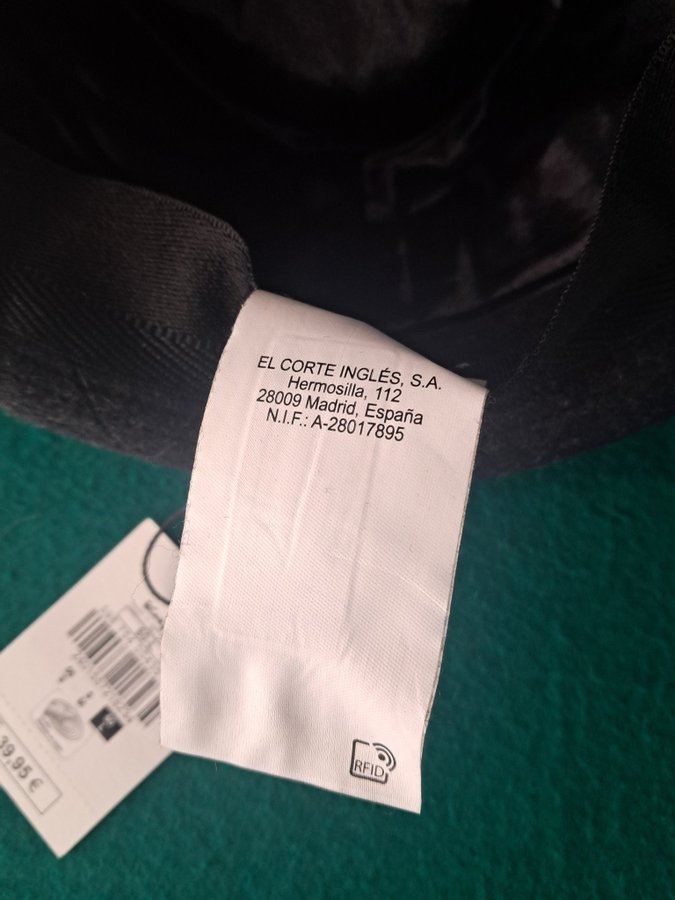 EL CORTE INGLÉS, S.A.
Hermosilla, 112
28009 Madrid, España
N.I.F.: A-28017895
RFID
39,95 €